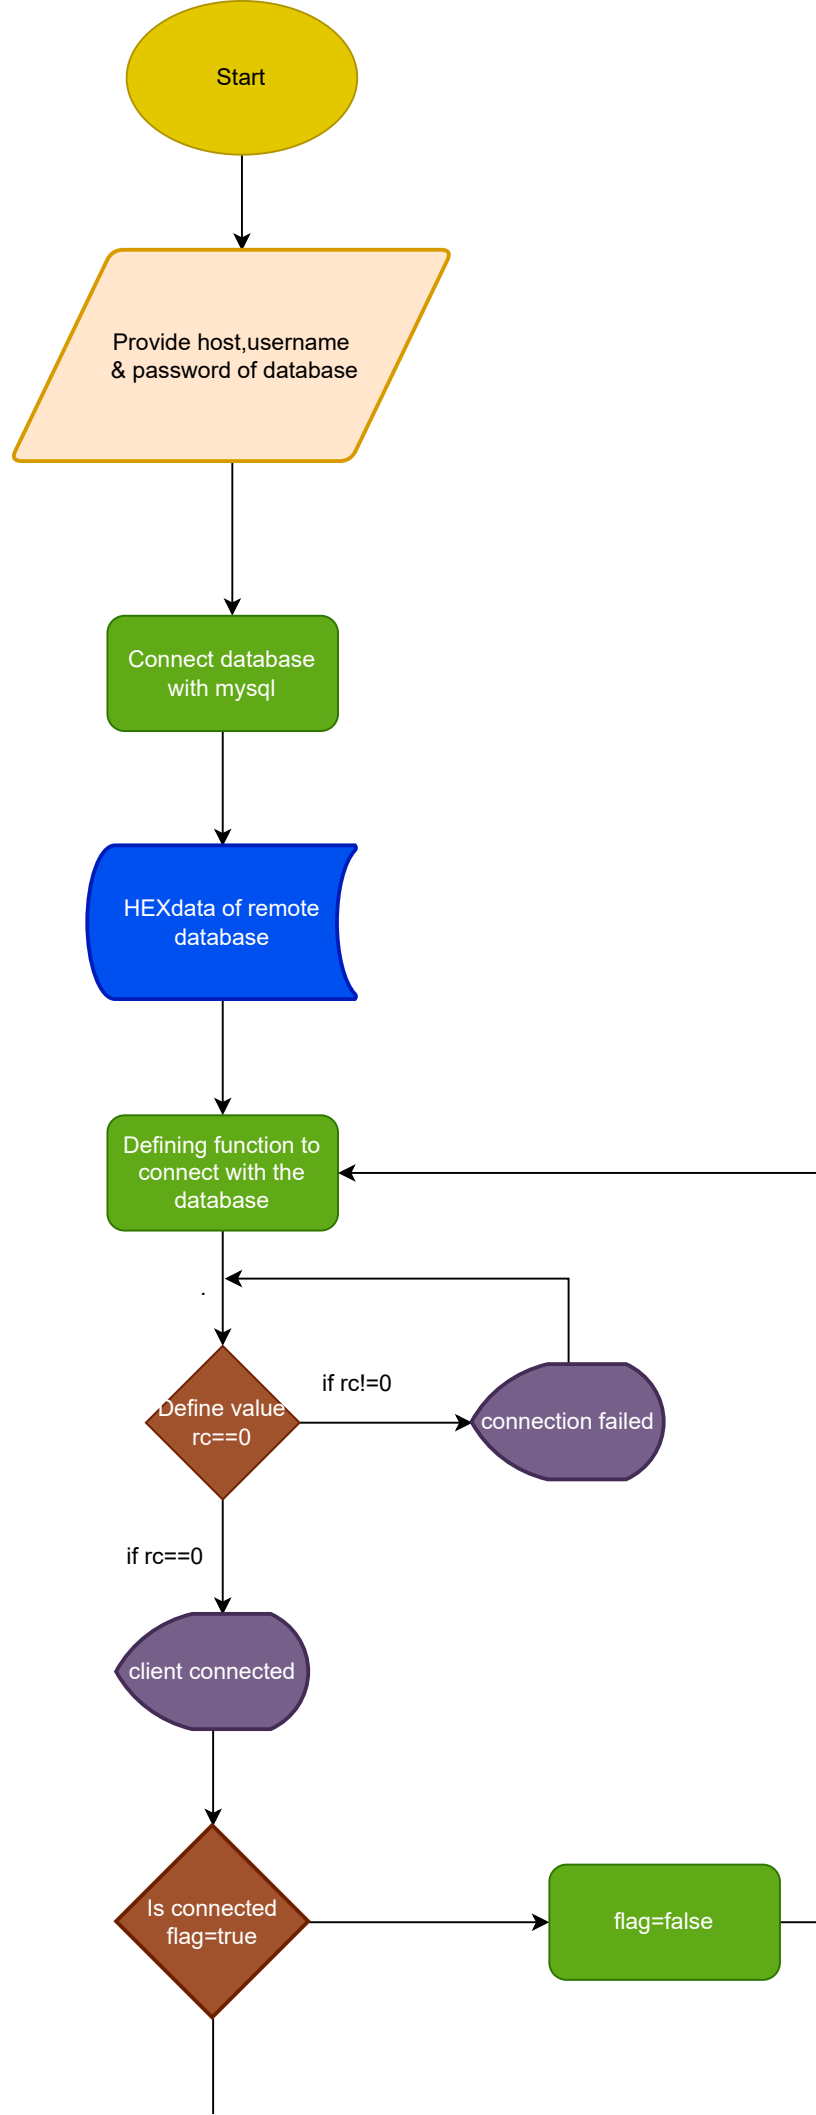 Start
Provide host,username
& password of database
Connect database
with mysql
HEXdata of remote
database
Defining function to
connect with the
database
.
if rc!=0
Define value
rc==0
connection failed
if rc==0
client connected
Is connected
flag=true
flag=false